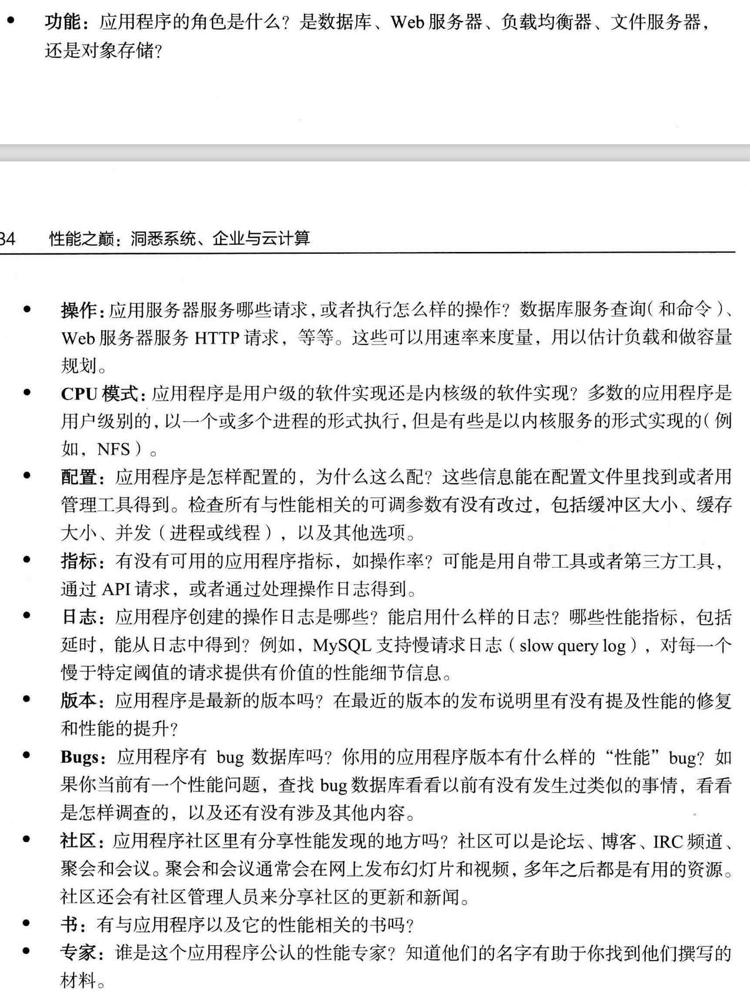 • 功能：应用程序的角色是什么？是数据库、Web 服务器、负载均衡器、文件服务器，
还是对象存储？
34 性能之巅：洞悉系统、企业与云计算
• 操作：应用服务器服务哪些请求，或者执行怎么样的操作？数据库服务查询（和命令）、
Web 服务器服务 HTTP 请求，等等。这些可以用速率来度量，用以估计负载和做容量
规划。
• CPU 模式：应用程序是用户级的软件实现还是内核级的软件实现？多数的应用程序是
用户级别的，以一个或多个进程的形式执行，但是有些是以内核服务的形式实现的（例
如，NFS）。
• 配置：应用程序是怎样配置的，为什么这么配？这些信息能在配置文件里找到或者用
管理工具得到。检查所有与性能相关的可调参数有没有改过，包括缓冲区大小、缓存
大小、并发（进程或线程），以及其他选项。
• 指标：有没有可用的应用程序指标，如操作率？可能是用自带工具或者第三方工具，
通过 API 请求，或者通过处理操作日志得到。
• 日志：应用程序创建的操作日志是哪些？能启用什么样的日志？哪些性能指标，包括
延时，能从日志中得到？例如，MySQL 支持慢请求日志（slow query log），对每一个
慢于特定阈值的请求提供有价值的性能细节信息。
• 版本：应用程序是最新的版本吗？在最近的版本的发布说明里有没有提及性能的修复
和性能的提升？
• Bugs：应用程序有 bug 数据库吗？你用的应用程序版本有什么样的“性能”bug？如
果你当前有一个性能问题，查找 bug 数据库看看以前有没有发生过类似的事情，看看
是怎样调查的，以及还有没有涉及其他内容。
• 社区：应用程序社区里有分享性能发现的地方吗？社区可以是论坛、博客、IRC 频道、
聚会和会议。聚会和会议通常会在网上发布幻灯片和视频，多年之后都是有用的资源。
社区还会有社区管理人员来分享社区的更新和新闻。
• 书：有与应用程序以及它的性能相关的书吗？
• 专家：谁是这个应用程序公认的性能专家？知道他们的名字有助于你找到他们撰写的
材料。